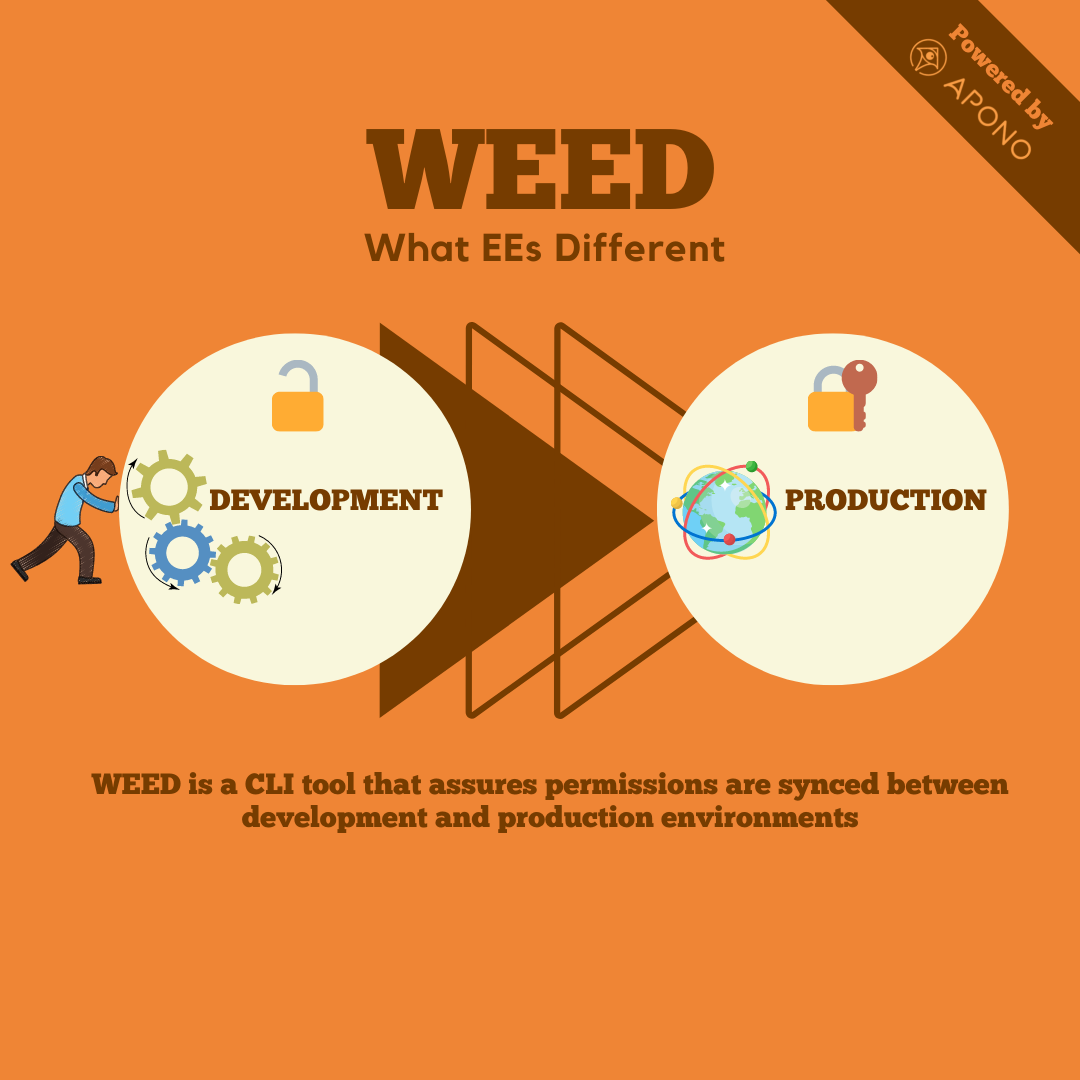 Powered by
APONO
WEED
What EEs Different
DEVELOPMENT
PRODUCTION
WEED is a CLI tool that assures permissions are synced between
development and production environments